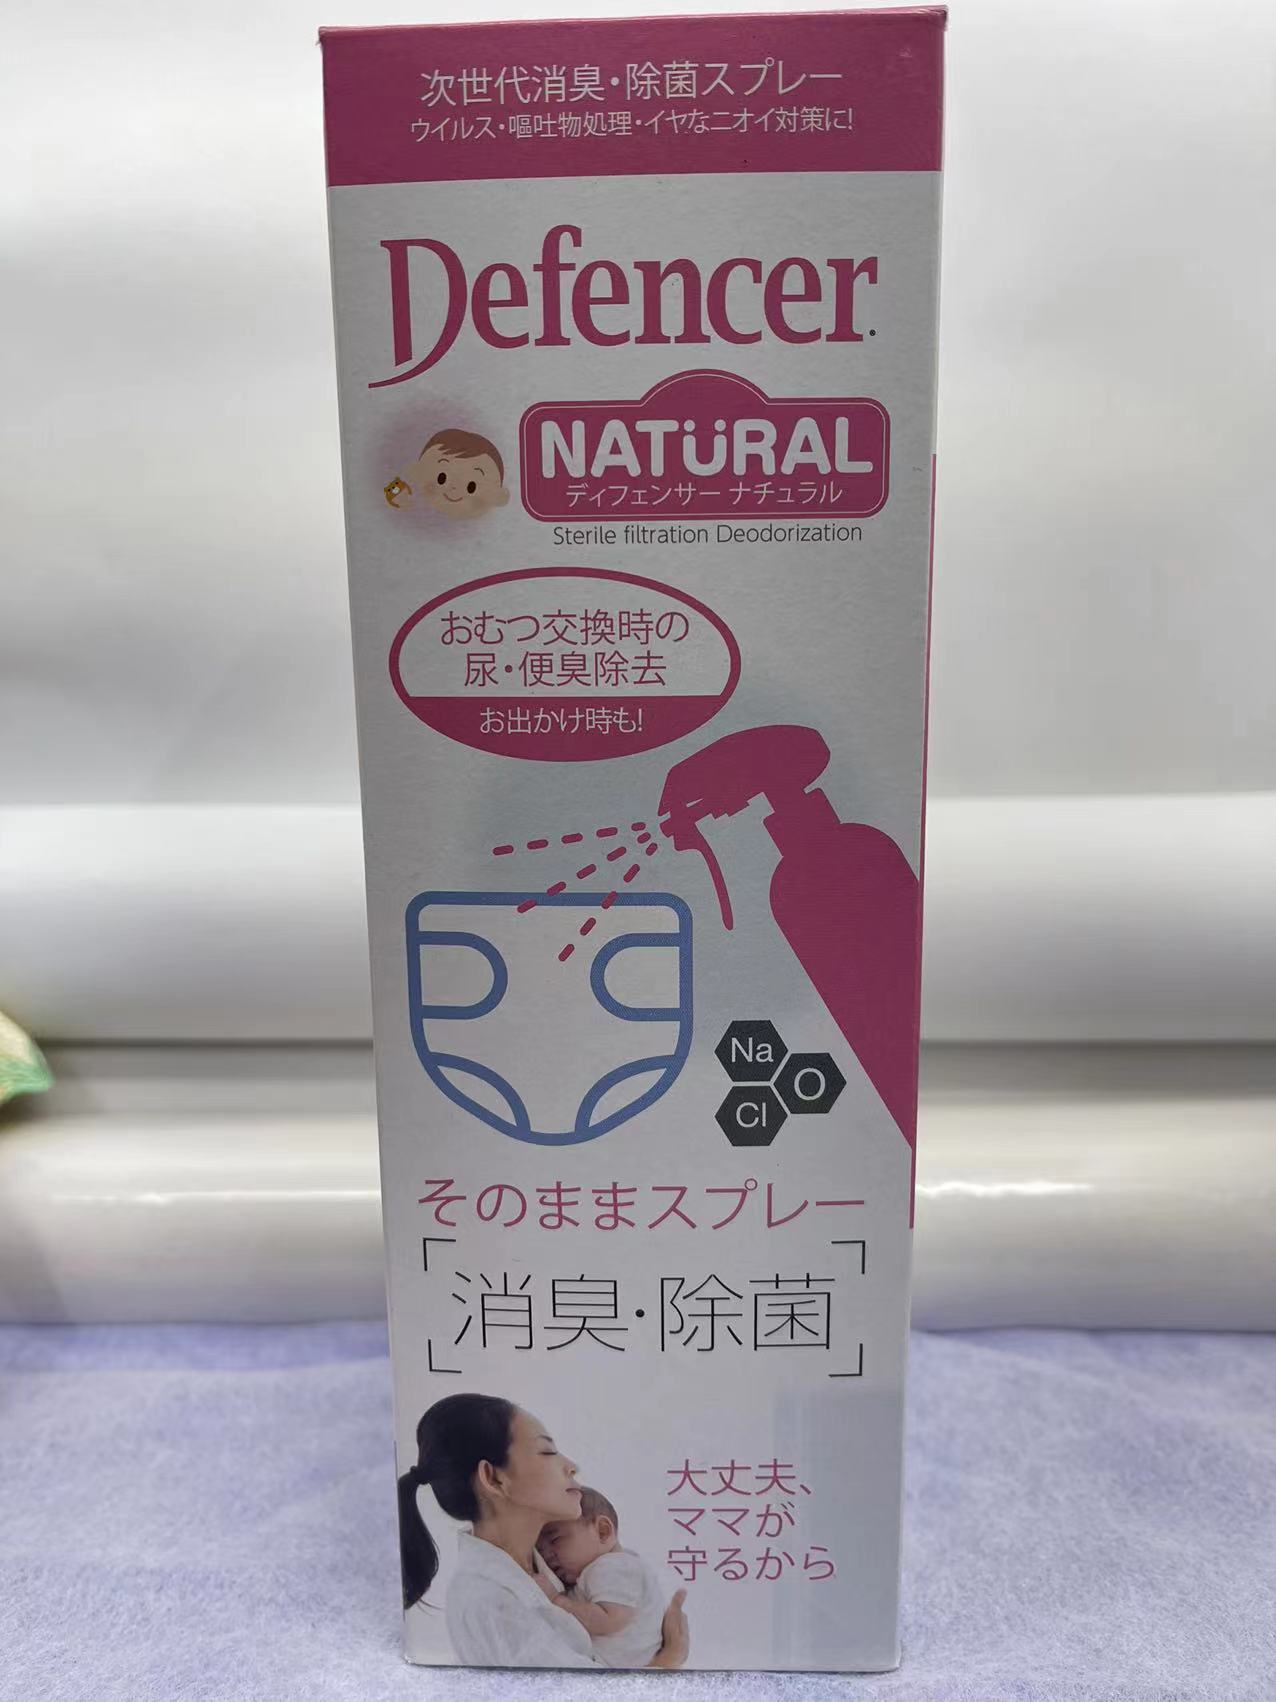 次世代消臭・除菌スプレー
ウイルス・嘔吐物処理・イヤなニオイ対策に!
Defencer
NATüRAL
ディフェンサー ナチュラル
Sterile filtration Deodorization
おむつ交換時の
尿・便臭除去
お出かけ時も!
Na
O
Cl
そのままスプレー
消臭・除菌
大丈夫、
ママが
守るから